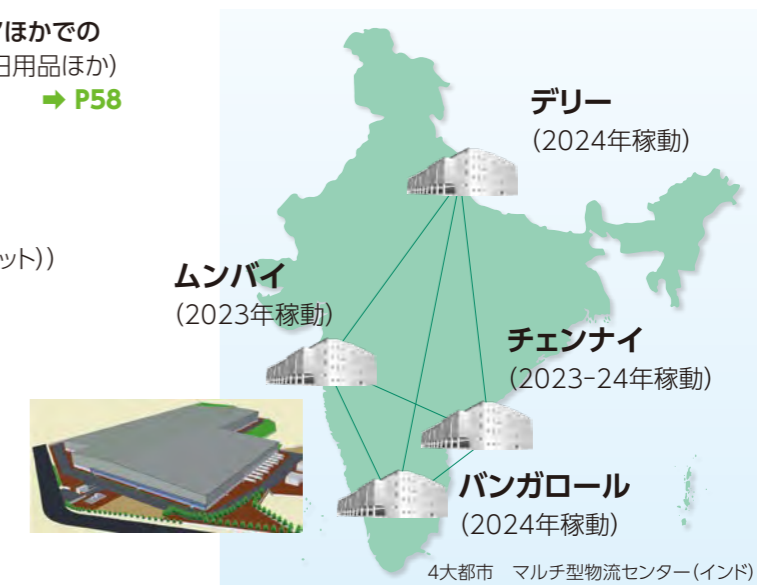 ほかでの
日用品ほか)
➡ P58
ット))
デリー
(2024年稼動)
ムンバイ
(2023年稼動)
チェンナイ
(2023-24年稼動)
バンガロール
(2024年稼動)
4大都市 マルチ型物流センター(インド)